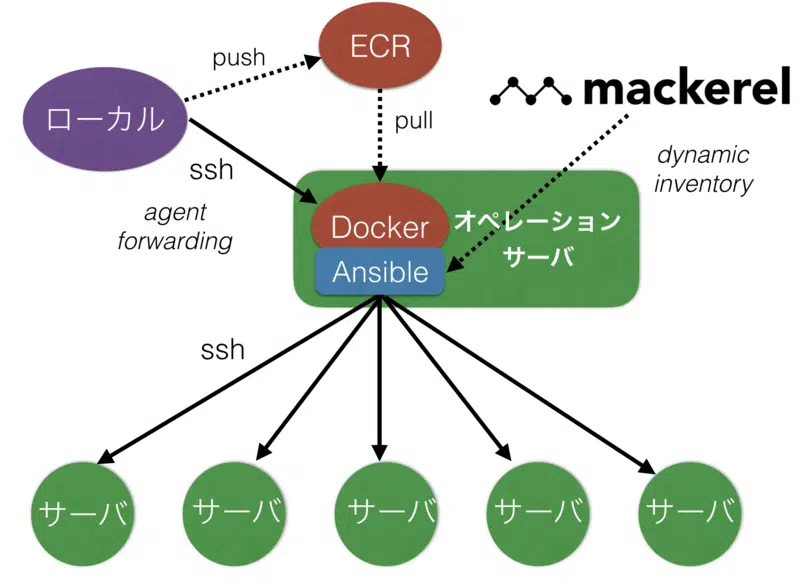 ECR
push
mackerel
ローカル
pull
ssh
dynamic
inventory
agent
forwarding
Docker
オペレーション
サーバ
Ansible
ssh
サーバ
サーバ
サーバ
サーバ
サーバ